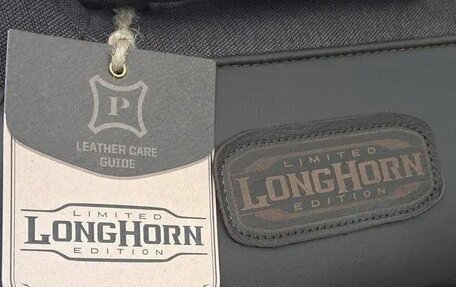 P
LEATHER CARE
GUIDE
LIMITED
LONGHORN
EDITION
LIMITED
LONGHORN
EDITION